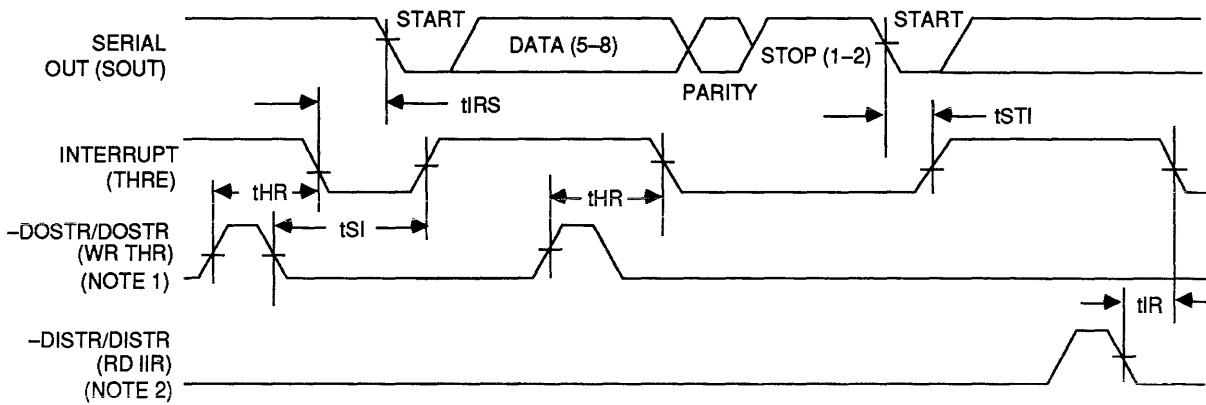 SERIAL
OUT (SOUT)
START
DATA (5–8)
PARITY
STOP (1–2)
START
tIRS
tSTI
INTERRUPT
(THRE)
tHR
tHR
–DOSTR/DOSTR
(WR THR)
(NOTE 1)
tSI
tIR
–DISTR/DISTR
(RD IIR)
(NOTE 2)